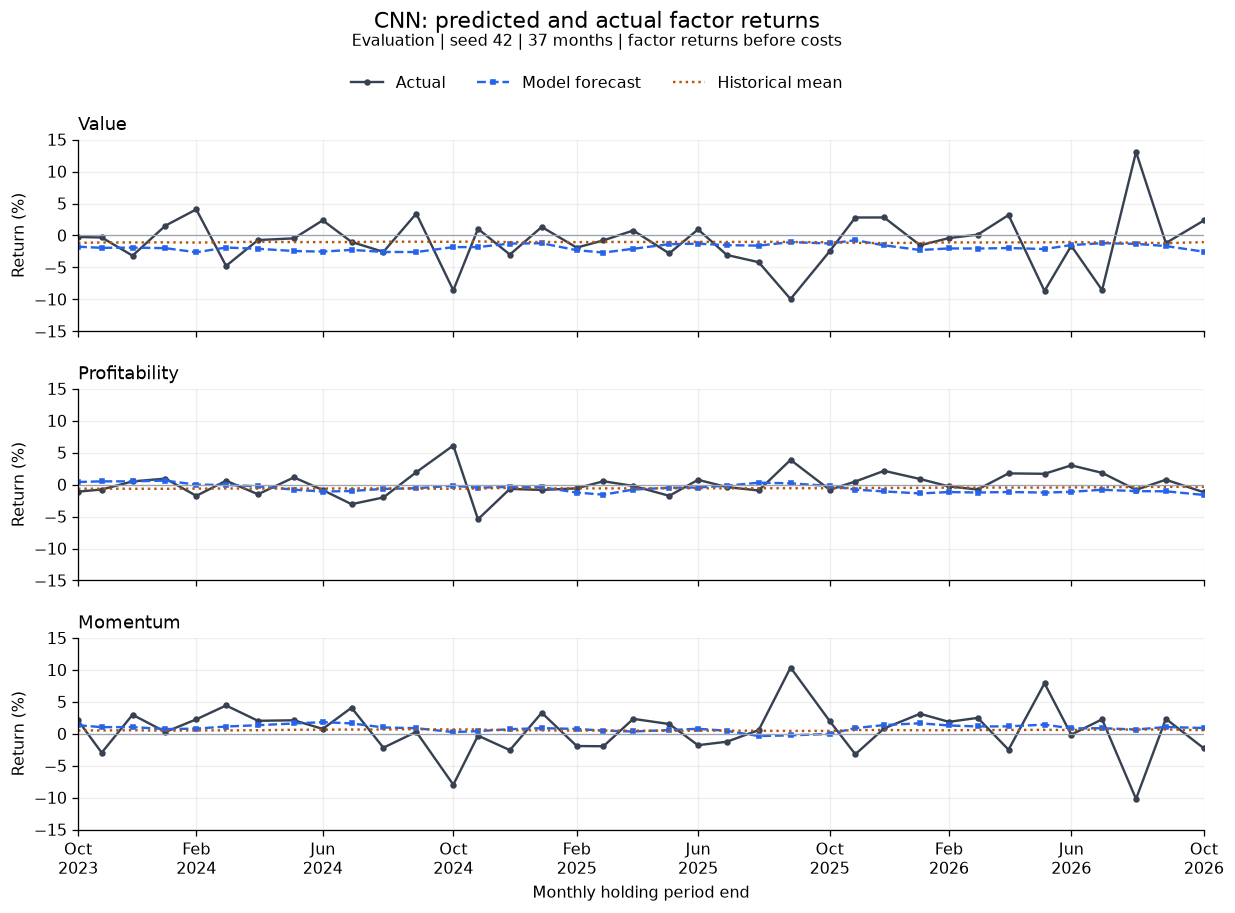 CNN: predicted and actual factor returns
Evaluation | seed 42 | 37 months | factor returns before costs
Actual Model forecast Historical mean
Value
15
10
5
0
−5
−10
−15
Return (%)
Profitability
15
10
5
0
−5
−10
−15
Return (%)
Momentum
15
10
5
0
−5
−10
−15
Return (%)
Oct Feb Jun Oct Feb Jun Oct Feb Jun Oct
2023 2024 2024 2024 2025 2025 2025 2026 2026 2026
Monthly holding period end